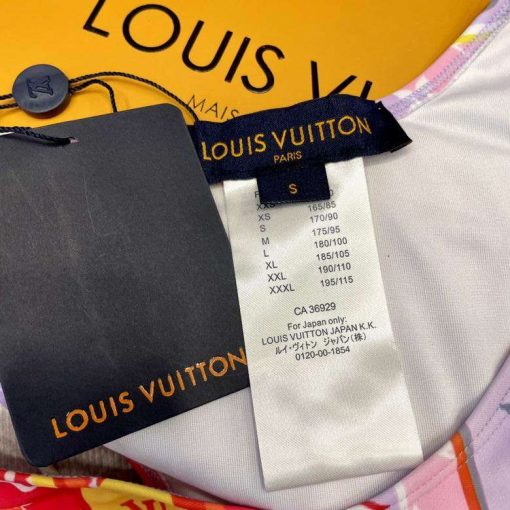 LOUIS VUITTON
MAIS
LV
LOUIS VUITTON
PARIS
S
165/85
XS 170/90
S 175/95
M 180/100
L 185/105
XL 190/110
XXL 195/115
XXXL
CA 36929
For Japan only:
LOUIS VUITTON JAPAN K.K.
ルイ・ヴィトン ジャパン(株)
0120-00-1854
LOUIS VUITTON